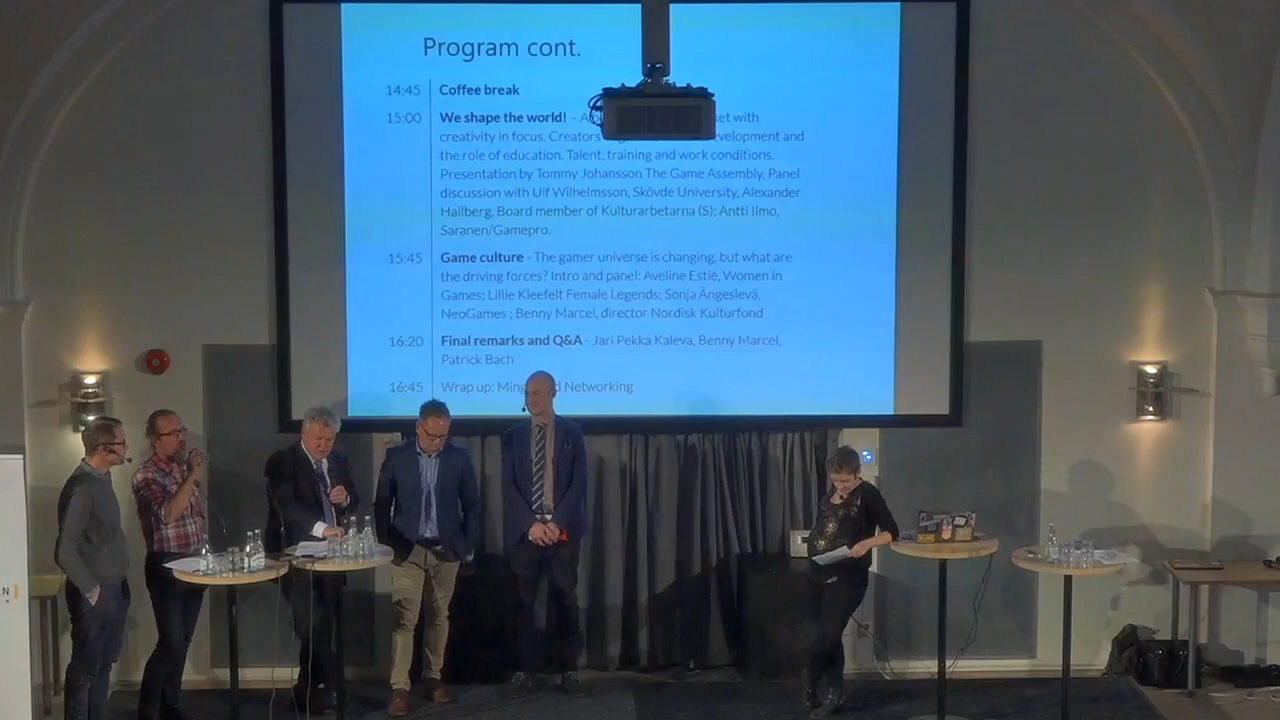 Program cont.
14:45 Coffee break
15:00 We shape the world! - A ket with
creativity in focus. Creators velopment and
the role of education. Talent, training and work conditions.
Presentation by Tommy Johansson The Game Assembly. Panel
discussion with Ulf Wilhelmsson, Skövde University, Alexander
Hallberg, Board member of Kulturarbetarna (S); Antti Ilmo,
Saranen/Gamepro.
15:45 Game culture - The gamer universe is changing, but what are
the driving forces? Intro and panel: Aveline Estié, Women in
Games; Lillie Kleefelt Female Legends; Sonja Ängeslevä,
NeoGames ; Benny Marcel, director Nordisk Kulturfond
16:20 Final remarks and Q&A - Jari Pekka Kaleva, Benny Marcel,
Patrick Bach
16:45 Wrap up: Ming d Networking
N